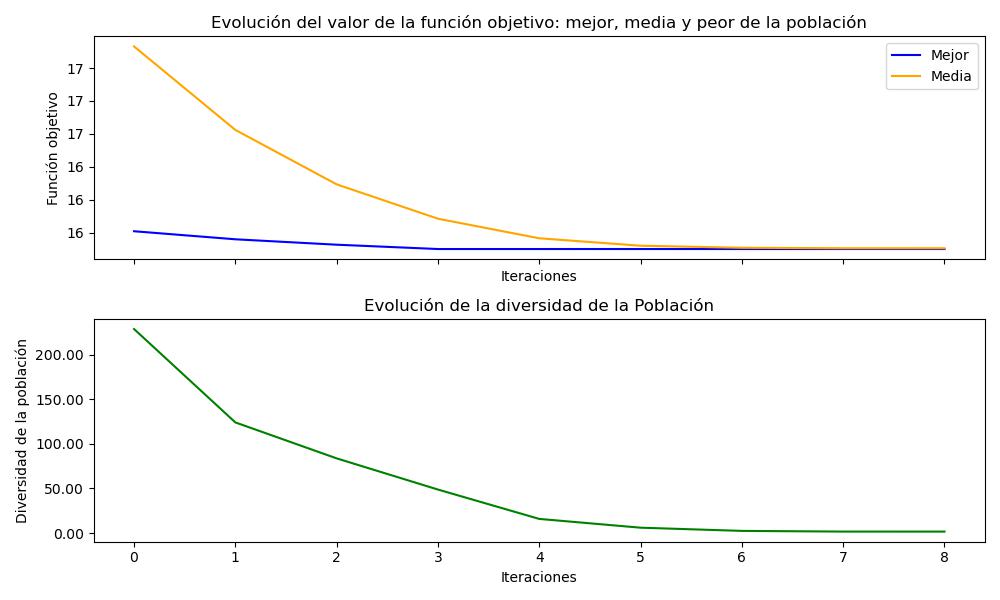 Evolución del valor de la función objetivo: mejor, media y peor de la población
Mejor
Media
17
17
17
16
16
16
Función objetivo
Iteraciones
Evolución de la diversidad de la Población
200.00
150.00
100.00
50.00
0.00
Diversidad de la población
0 1 2 3 4 5 6 7 8
Iteraciones